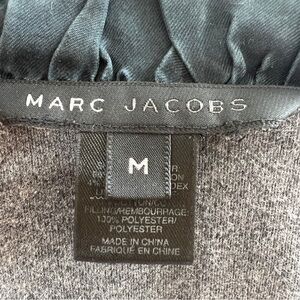 MARC JACOBS
M
FILLING/REMBOURRAGE:
100% POLYESTER/
POLYESTER
MADE IN CHINA
FABRIQUÉ EN CHINE